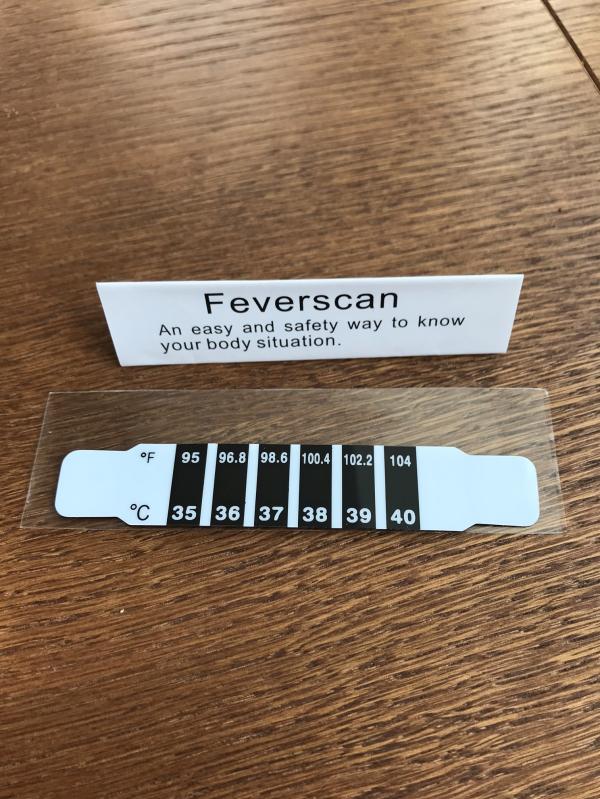 Feverscan
An easy and safety way to know
your body situation.
°F 95 96.8 98.6 100.4 102.2 104
°C 35 36 37 38 39 40